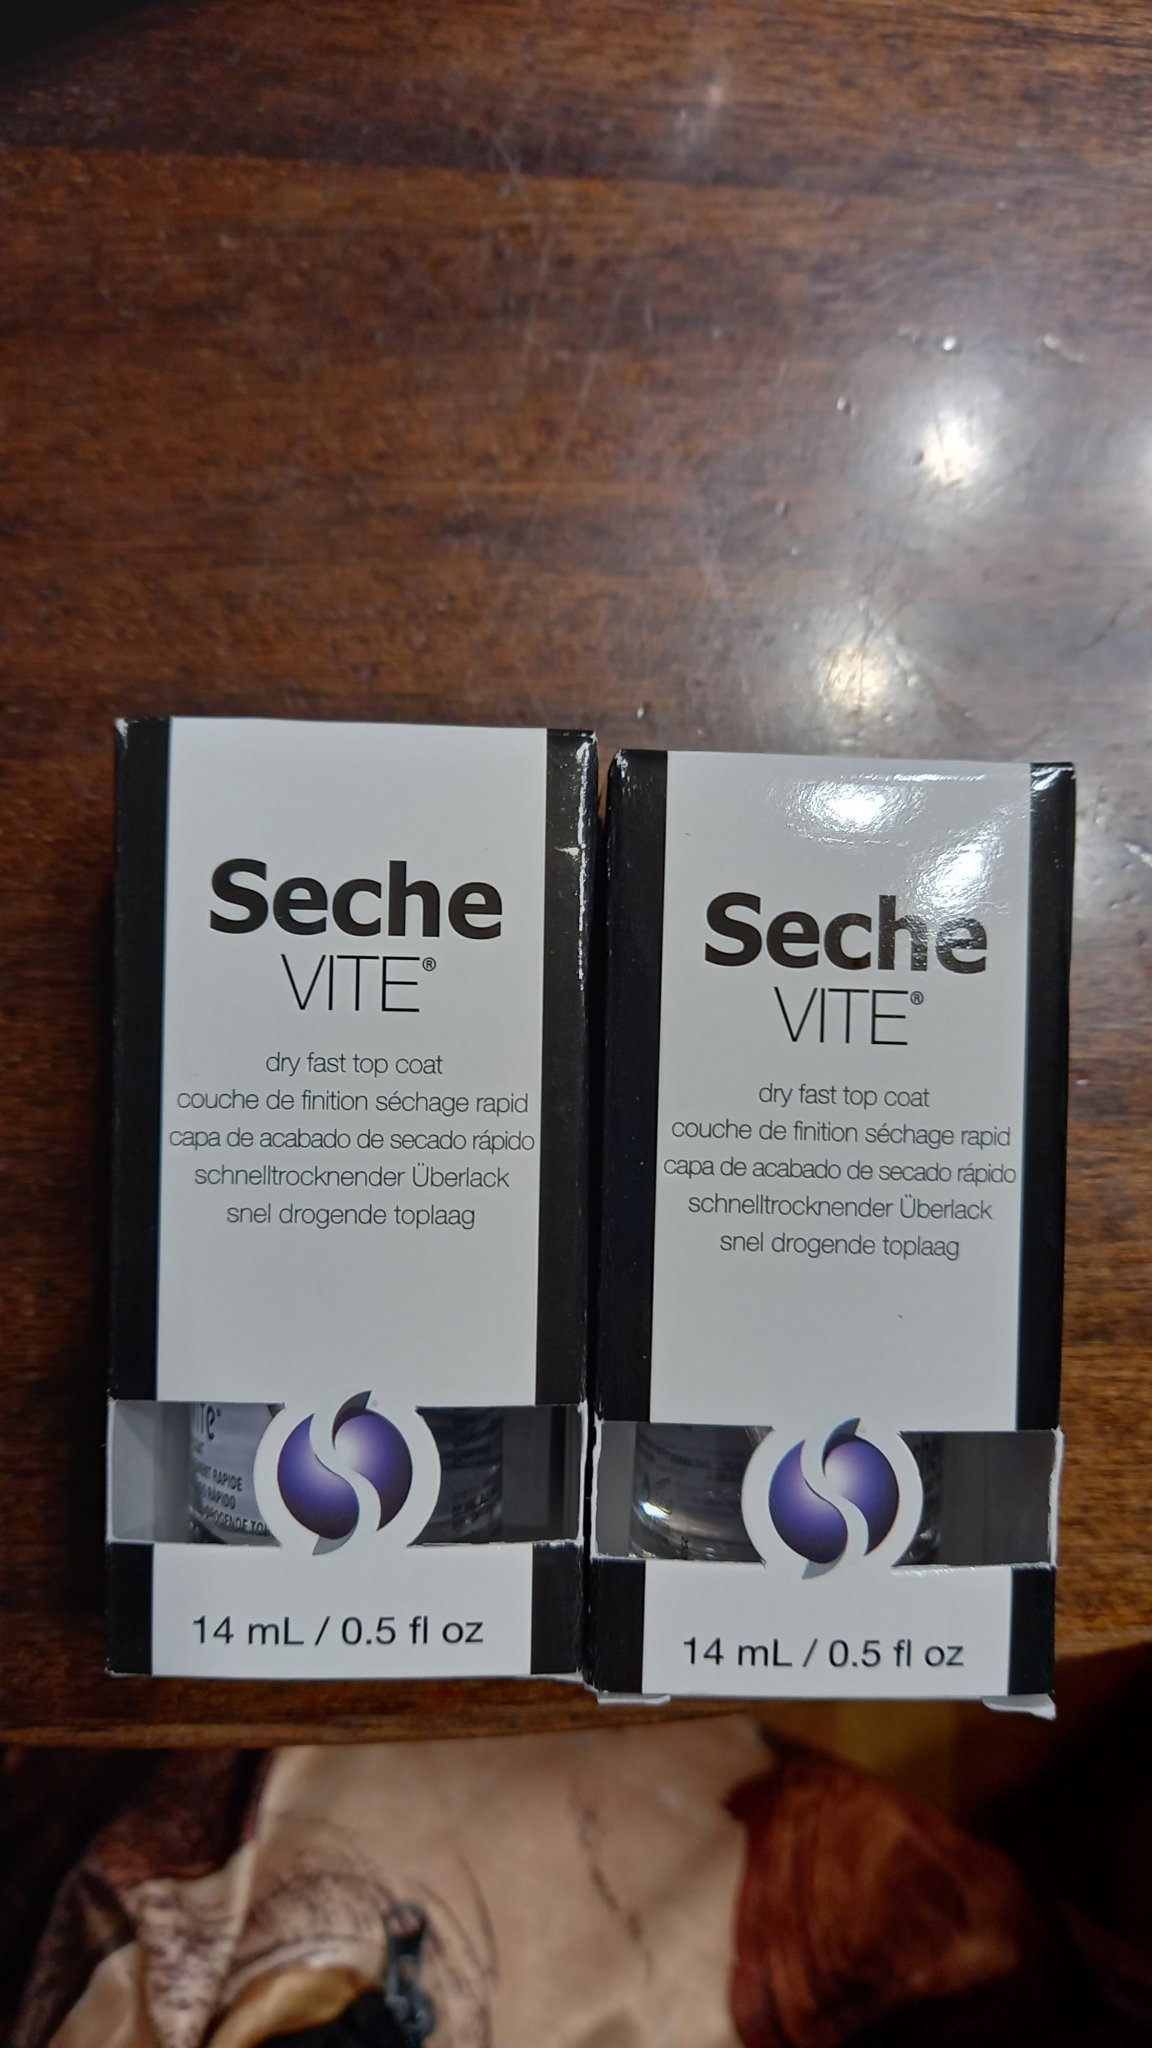 Seche
VITE®
dry fast top coat
couche de finition séchage rapid
capa de acabado de secado rápido
schnelltrocknender Überlack
snel drogende toplaag
RAPIDE
RAPIDO
14 mL / 0.5 fl oz
Seche
VITE®
dry fast top coat
couche de finition séchage rapid
capa de acabado de secado rápido
schnelltrocknender Überlack
snel drogende toplaag
14 mL / 0.5 fl oz